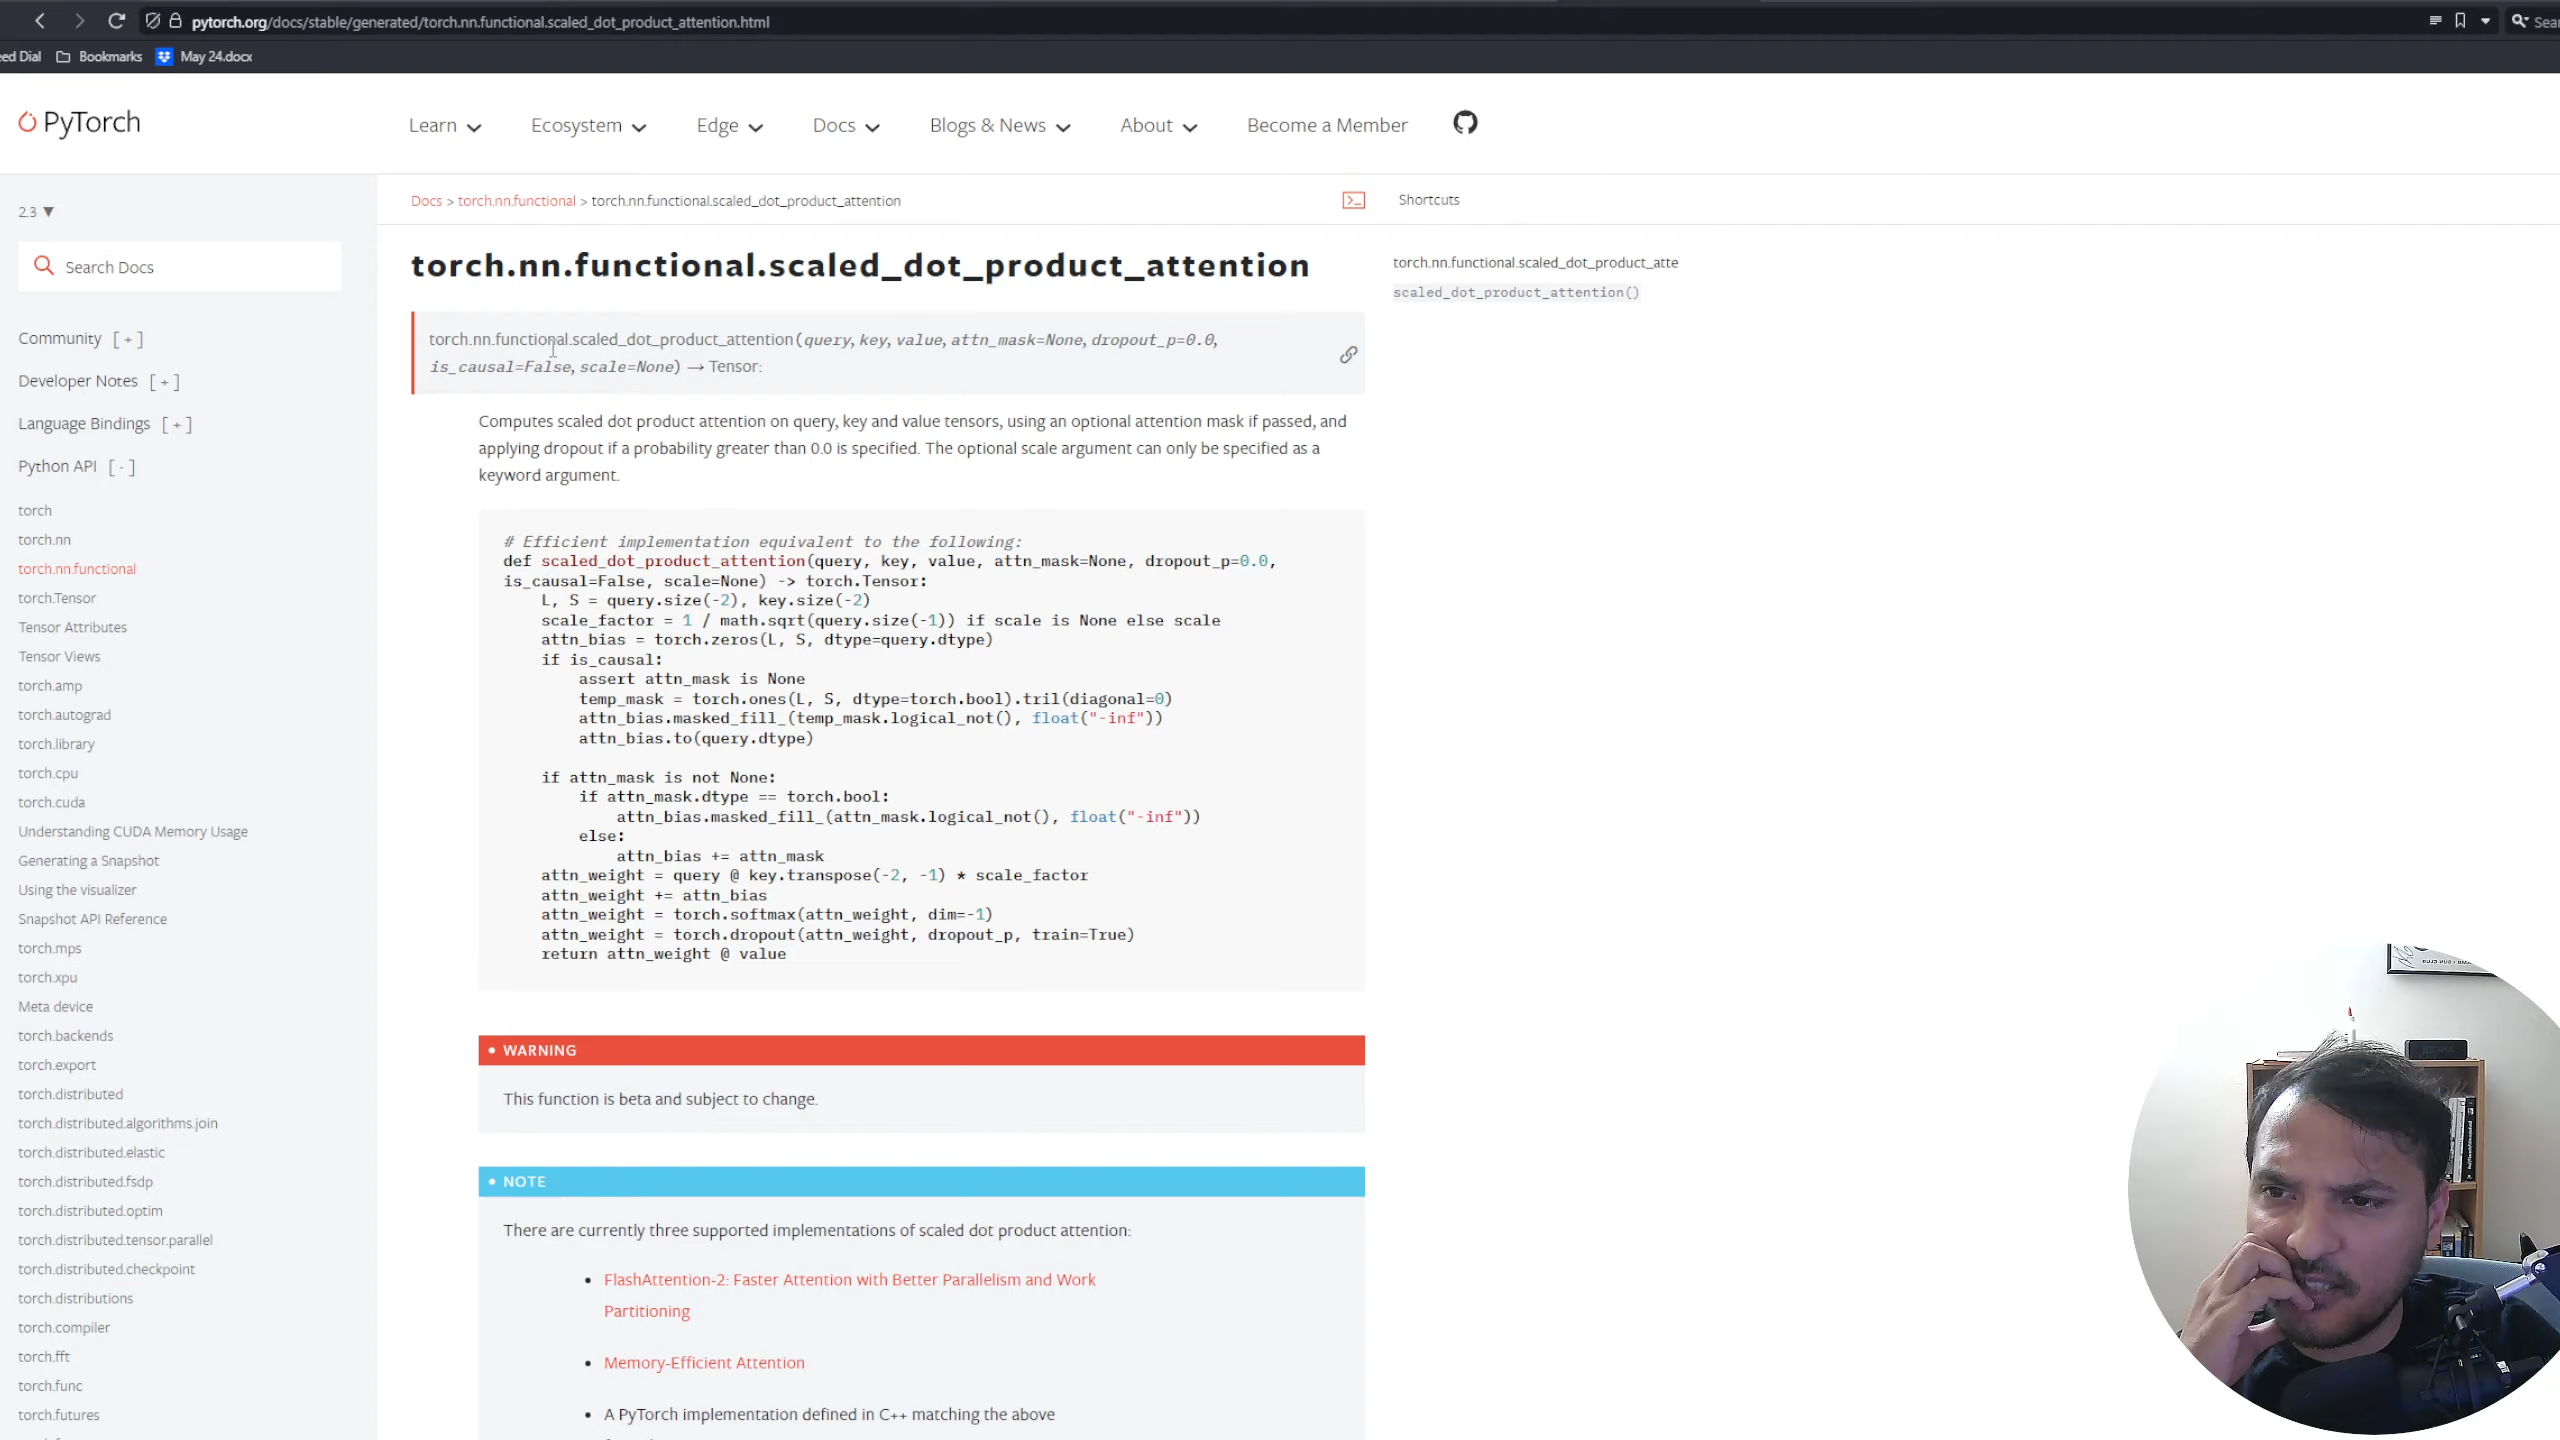 pytorch.org/docs/stable/generated/torch.nn.functional.scaled_dot_product_attention.html
Bookmarks
May 24.docx
PyTorch
Learn
Ecosystem
Edge
Docs
Blogs & News
About
Become a Member
2.3 ▼
Search Docs
Community [ + ]
Developer Notes [ + ]
Language Bindings [ + ]
Python API [ - ]
torch
torch.nn
torch.nn.functional
torch.Tensor
Tensor Attributes
Tensor Views
torch.amp
torch.autograd
torch.library
torch.cpu
torch.cuda
Understanding CUDA Memory Usage
Generating a Snapshot
Using the visualizer
Snapshot API Reference
torch.mps
torch.xpu
Meta device
torch.backends
torch.export
torch.distributed
torch.distributed.algorithms.join
torch.distributed.elastic
torch.distributed.fsdp
torch.distributed.optim
torch.distributed.tensor.parallel
torch.distributed.checkpoint
torch.distributions
torch.compiler
torch.fft
torch.func
torch.futures
Docs > torch.nn.functional > torch.nn.functional.scaled_dot_product_attention
torch.nn.functional.scaled_dot_product_attention
torch.nn.functional.scaled_dot_product_attention(query, key, value, attn_mask=None, dropout_p=0.0,
is_causal=False, scale=None) → Tensor:
Computes scaled dot product attention on query, key and value tensors, using an optional attention mask if passed, and
applying dropout if a probability greater than 0.0 is specified. The optional scale argument can only be specified as a
keyword argument.
# Efficient implementation equivalent to the following:
def scaled_dot_product_attention(query, key, value, attn_mask=None, dropout_p=0.0,
is_causal=False, scale=None) -> torch.Tensor:
    L, S = query.size(-2), key.size(-2)
    scale_factor = 1 / math.sqrt(query.size(-1)) if scale is None else scale
    attn_bias = torch.zeros(L, S, dtype=query.dtype)
    if is_causal:
        assert attn_mask is None
        temp_mask = torch.ones(L, S, dtype=torch.bool).tril(diagonal=0)
        attn_bias.masked_fill_(temp_mask.logical_not(), float("-inf"))
        attn_bias.to(query.dtype)
    if attn_mask is not None:
        if attn_mask.dtype == torch.bool:
            attn_bias.masked_fill_(attn_mask.logical_not(), float("-inf"))
        else:
            attn_bias += attn_mask
    attn_weight = query @ key.transpose(-2, -1) * scale_factor
    attn_weight += attn_bias
    attn_weight = torch.softmax(attn_weight, dim=-1)
    attn_weight = torch.dropout(attn_weight, dropout_p, train=True)
    return attn_weight @ value
• WARNING
This function is beta and subject to change.
• NOTE
There are currently three supported implementations of scaled dot product attention:
• FlashAttention-2: Faster Attention with Better Parallelism and Work
Partitioning
• Memory-Efficient Attention
• A PyTorch implementation defined in C++ matching the above
Shortcuts
torch.nn.functional.scaled_dot_product_atte
scaled_dot_product_attention()